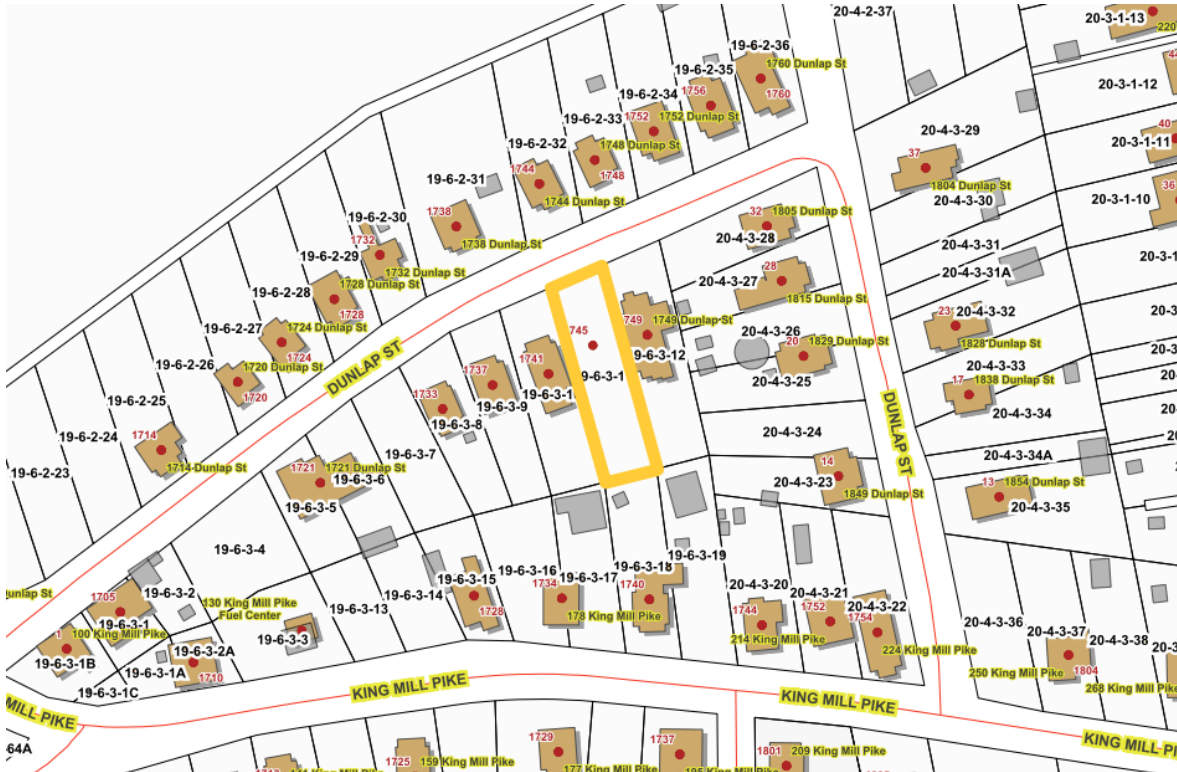 20-4-2-37
20-3-1-13
220
19-6-2-36
1760 Dunlap St
1760
19-6-2-35
1756
19-6-2-34
1752
1752 Dunlap St
19-6-2-33
1748 Dunlap St
1748
19-6-2-32
1744
1744 Dunlap St
19-6-2-31
1738
1738 Dunlap St
19-6-2-30
1732
1732 Dunlap St
19-6-2-29
1728 Dunlap St
1728
19-6-2-28
1724 Dunlap St
1724
19-6-2-27
1720 Dunlap St
1720
19-6-2-26
19-6-2-25
1714
1714 Dunlap St
19-6-2-24
19-6-2-23
20-3-1-12
40
20-3-1-11
36
20-3-1-10
20-3-1
20-4-3-29
37
1804 Dunlap St
20-4-3-30
20-4-3-31
20-4-3-31A
23
20-4-3-32
1828 Dunlap St
20-4-3-33
17
1838 Dunlap St
20-4-3-34
20-4-3-34A
13
1854 Dunlap St
20-4-3-35
32
1805 Dunlap St
20-4-3-28
28
20-4-3-27
1815 Dunlap St
20-4-3-26
20
1829 Dunlap St
20-4-3-25
20-4-3-24
14
20-4-3-23
1849 Dunlap St
DUNLAP ST
DUNLAP ST
745
9-6-3-1
749
1749 Dunlap St
9-6-3-12
1741
19-6-3-1
1737
19-6-3-9
1733
19-6-3-8
19-6-3-7
1721
1721 Dunlap St
19-6-3-6
19-6-3-5
19-6-3-4
unlap St
1705
19-6-3-2
19-6-3-1
100 King Mill Pike
1
19-6-3-1B
130 King Mill Pike
Fuel Center
19-6-3-3
19-6-3-2A
19-6-3-1A
1710
19-6-3-1C
19-6-3-13
19-6-3-14
19-6-3-15
1728
19-6-3-16
1734
19-6-3-17
178 King Mill Pike
19-6-3-18
1740
19-6-3-19
20-4-3-20
1744
214 King Mill Pike
20-4-3-21
1752
20-4-3-22
1754
224 King Mill Pike
20-4-3-36
20-4-3-37
20-4-3-38
250 King Mill Pike
1804
268 King Mill Pike
MILL PIKE
KING MILL PIKE
KING MILL PIKE
KING MILL PI
64A
1725
159 King Mill Pike
1729
177 King Mill Pike
1737
1801
209 King Mill Pike